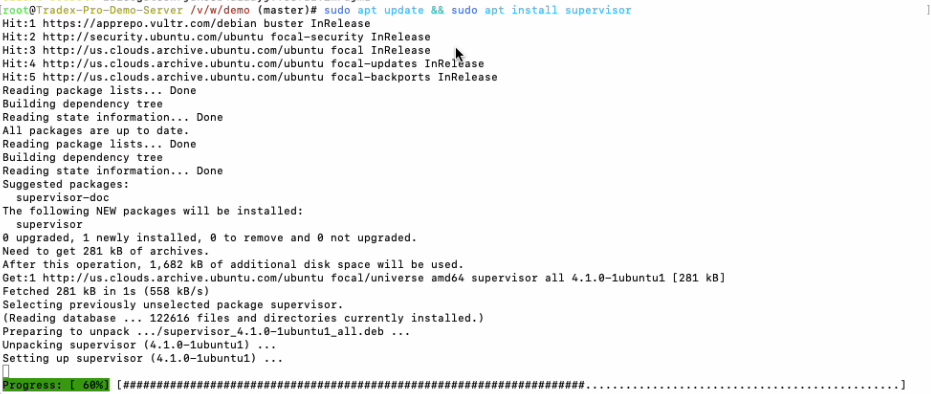 [root@Tradex-Pro-Demo-Server /v/w/demo (master)# sudo apt update && sudo apt install supervisor ]
Hit:1 https://apprepo.vultr.com/debian buster InRelease
Hit:2 http://security.ubuntu.com/ubuntu focal-security InRelease
Hit:3 http://us.clouds.archive.ubuntu.com/ubuntu focal InRelease
Hit:4 http://us.clouds.archive.ubuntu.com/ubuntu focal-updates InRelease
Hit:5 http://us.clouds.archive.ubuntu.com/ubuntu focal-backports InRelease
Reading package lists... Done
Building dependency tree
Reading state information... Done
All packages are up to date.
Reading package lists... Done
Building dependency tree
Reading state information... Done
Suggested packages:
  supervisor-doc
The following NEW packages will be installed:
  supervisor
0 upgraded, 1 newly installed, 0 to remove and 0 not upgraded.
Need to get 281 kB of archives.
After this operation, 1,682 kB of additional disk space will be used.
Get:1 http://us.clouds.archive.ubuntu.com/ubuntu focal/universe amd64 supervisor all 4.1.0-1ubuntu1 [281 kB]
Fetched 281 kB in 1s (558 kB/s)
Selecting previously unselected package supervisor.
(Reading database ... 122616 files and directories currently installed.)
Preparing to unpack .../supervisor_4.1.0-1ubuntu1_all.deb ...
Unpacking supervisor (4.1.0-1ubuntu1) ...
Setting up supervisor (4.1.0-1ubuntu1) ...
Progress: [ 60%] [#####################################################################...............................................]